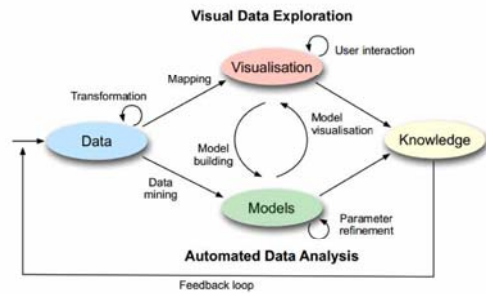 Visual Data Exploration
User interaction
Visualisation
Mapping
Transformation
Data
Model
building
Model
visualisation
Knowledge
Data
mining
Models
Parameter
refinement
Automated Data Analysis
Feedback loop